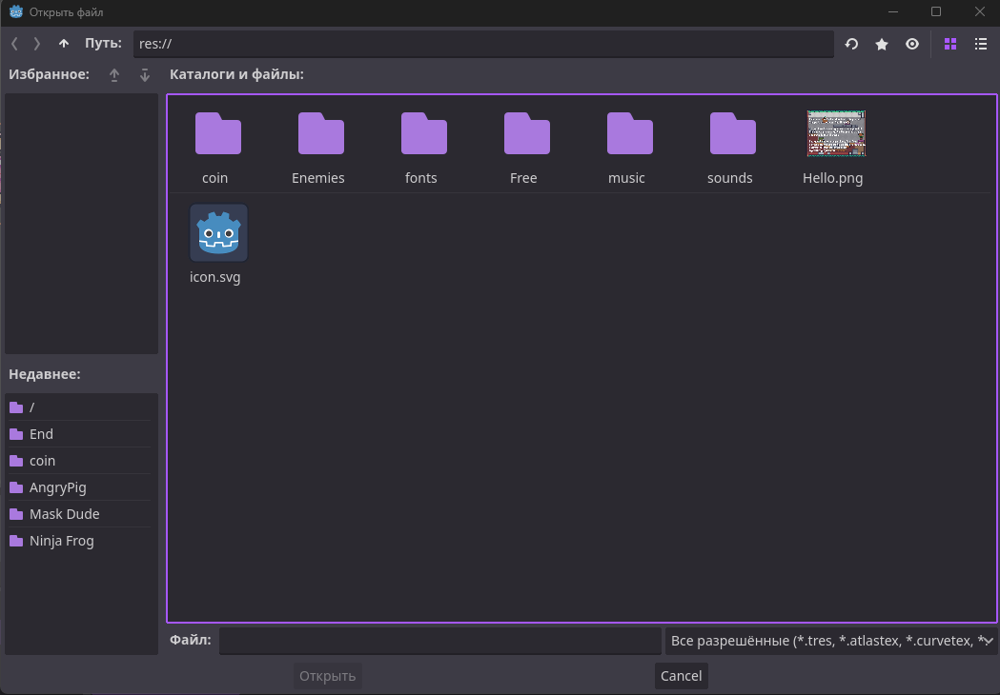 Открыть файл
Путь: res://
Избранное:
Каталоги и файлы:
coin Enemies fonts Free music sounds Hello.png
icon.svg
Недавнее:
/
End
coin
AngryPig
Mask Dude
Ninja Frog
Файл: Все разрешённые (*.tres, *.atlastex, *.curvetex, *.
Открыть Cancel